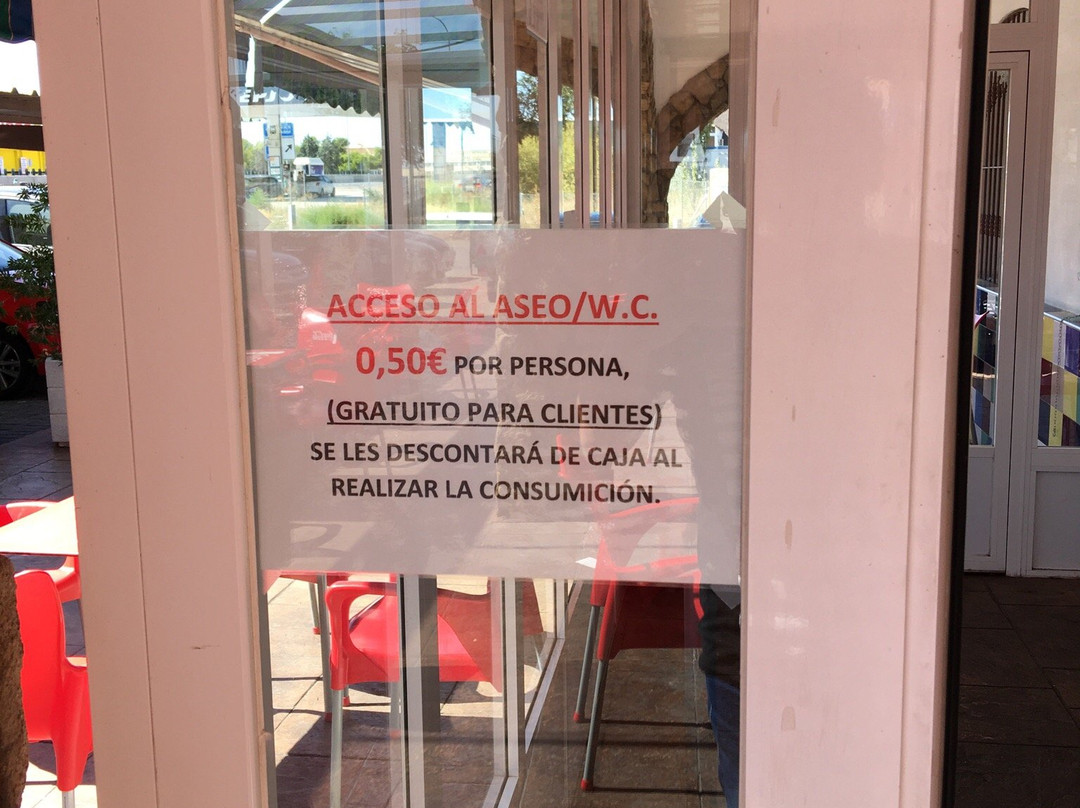 ACCESO AL ASEO/W.C.
0,50€ POR PERSONA,
(GRATUITO PARA CLIENTES)
SE LES DESCONTARÁ DE CAJA AL
REALIZAR LA CONSUMICIÓN.